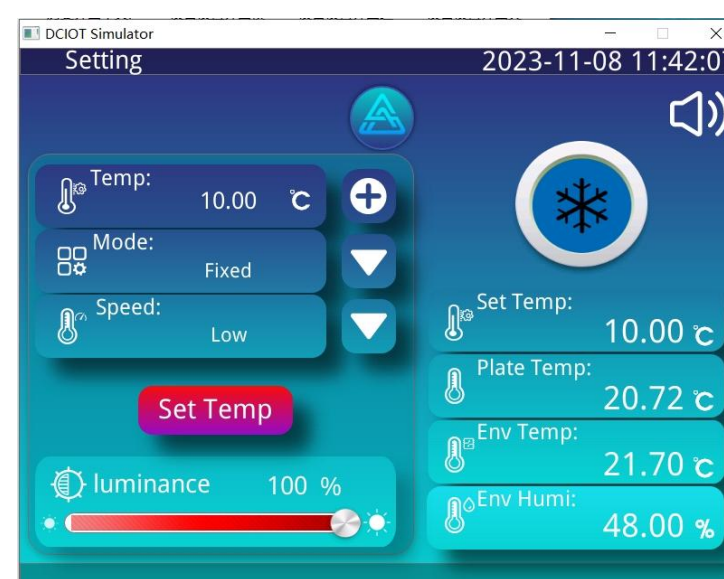 DCIOT Simulator
Setting 2023-11-08 11:42:0
Temp:
10.00 ℃
Mode:
Fixed
Speed:
Low
Set Temp
luminance 100 %
Set Temp:
10.00 ℃
Plate Temp:
20.72 ℃
Env Temp:
21.70 ℃
Env Humi:
48.00 %